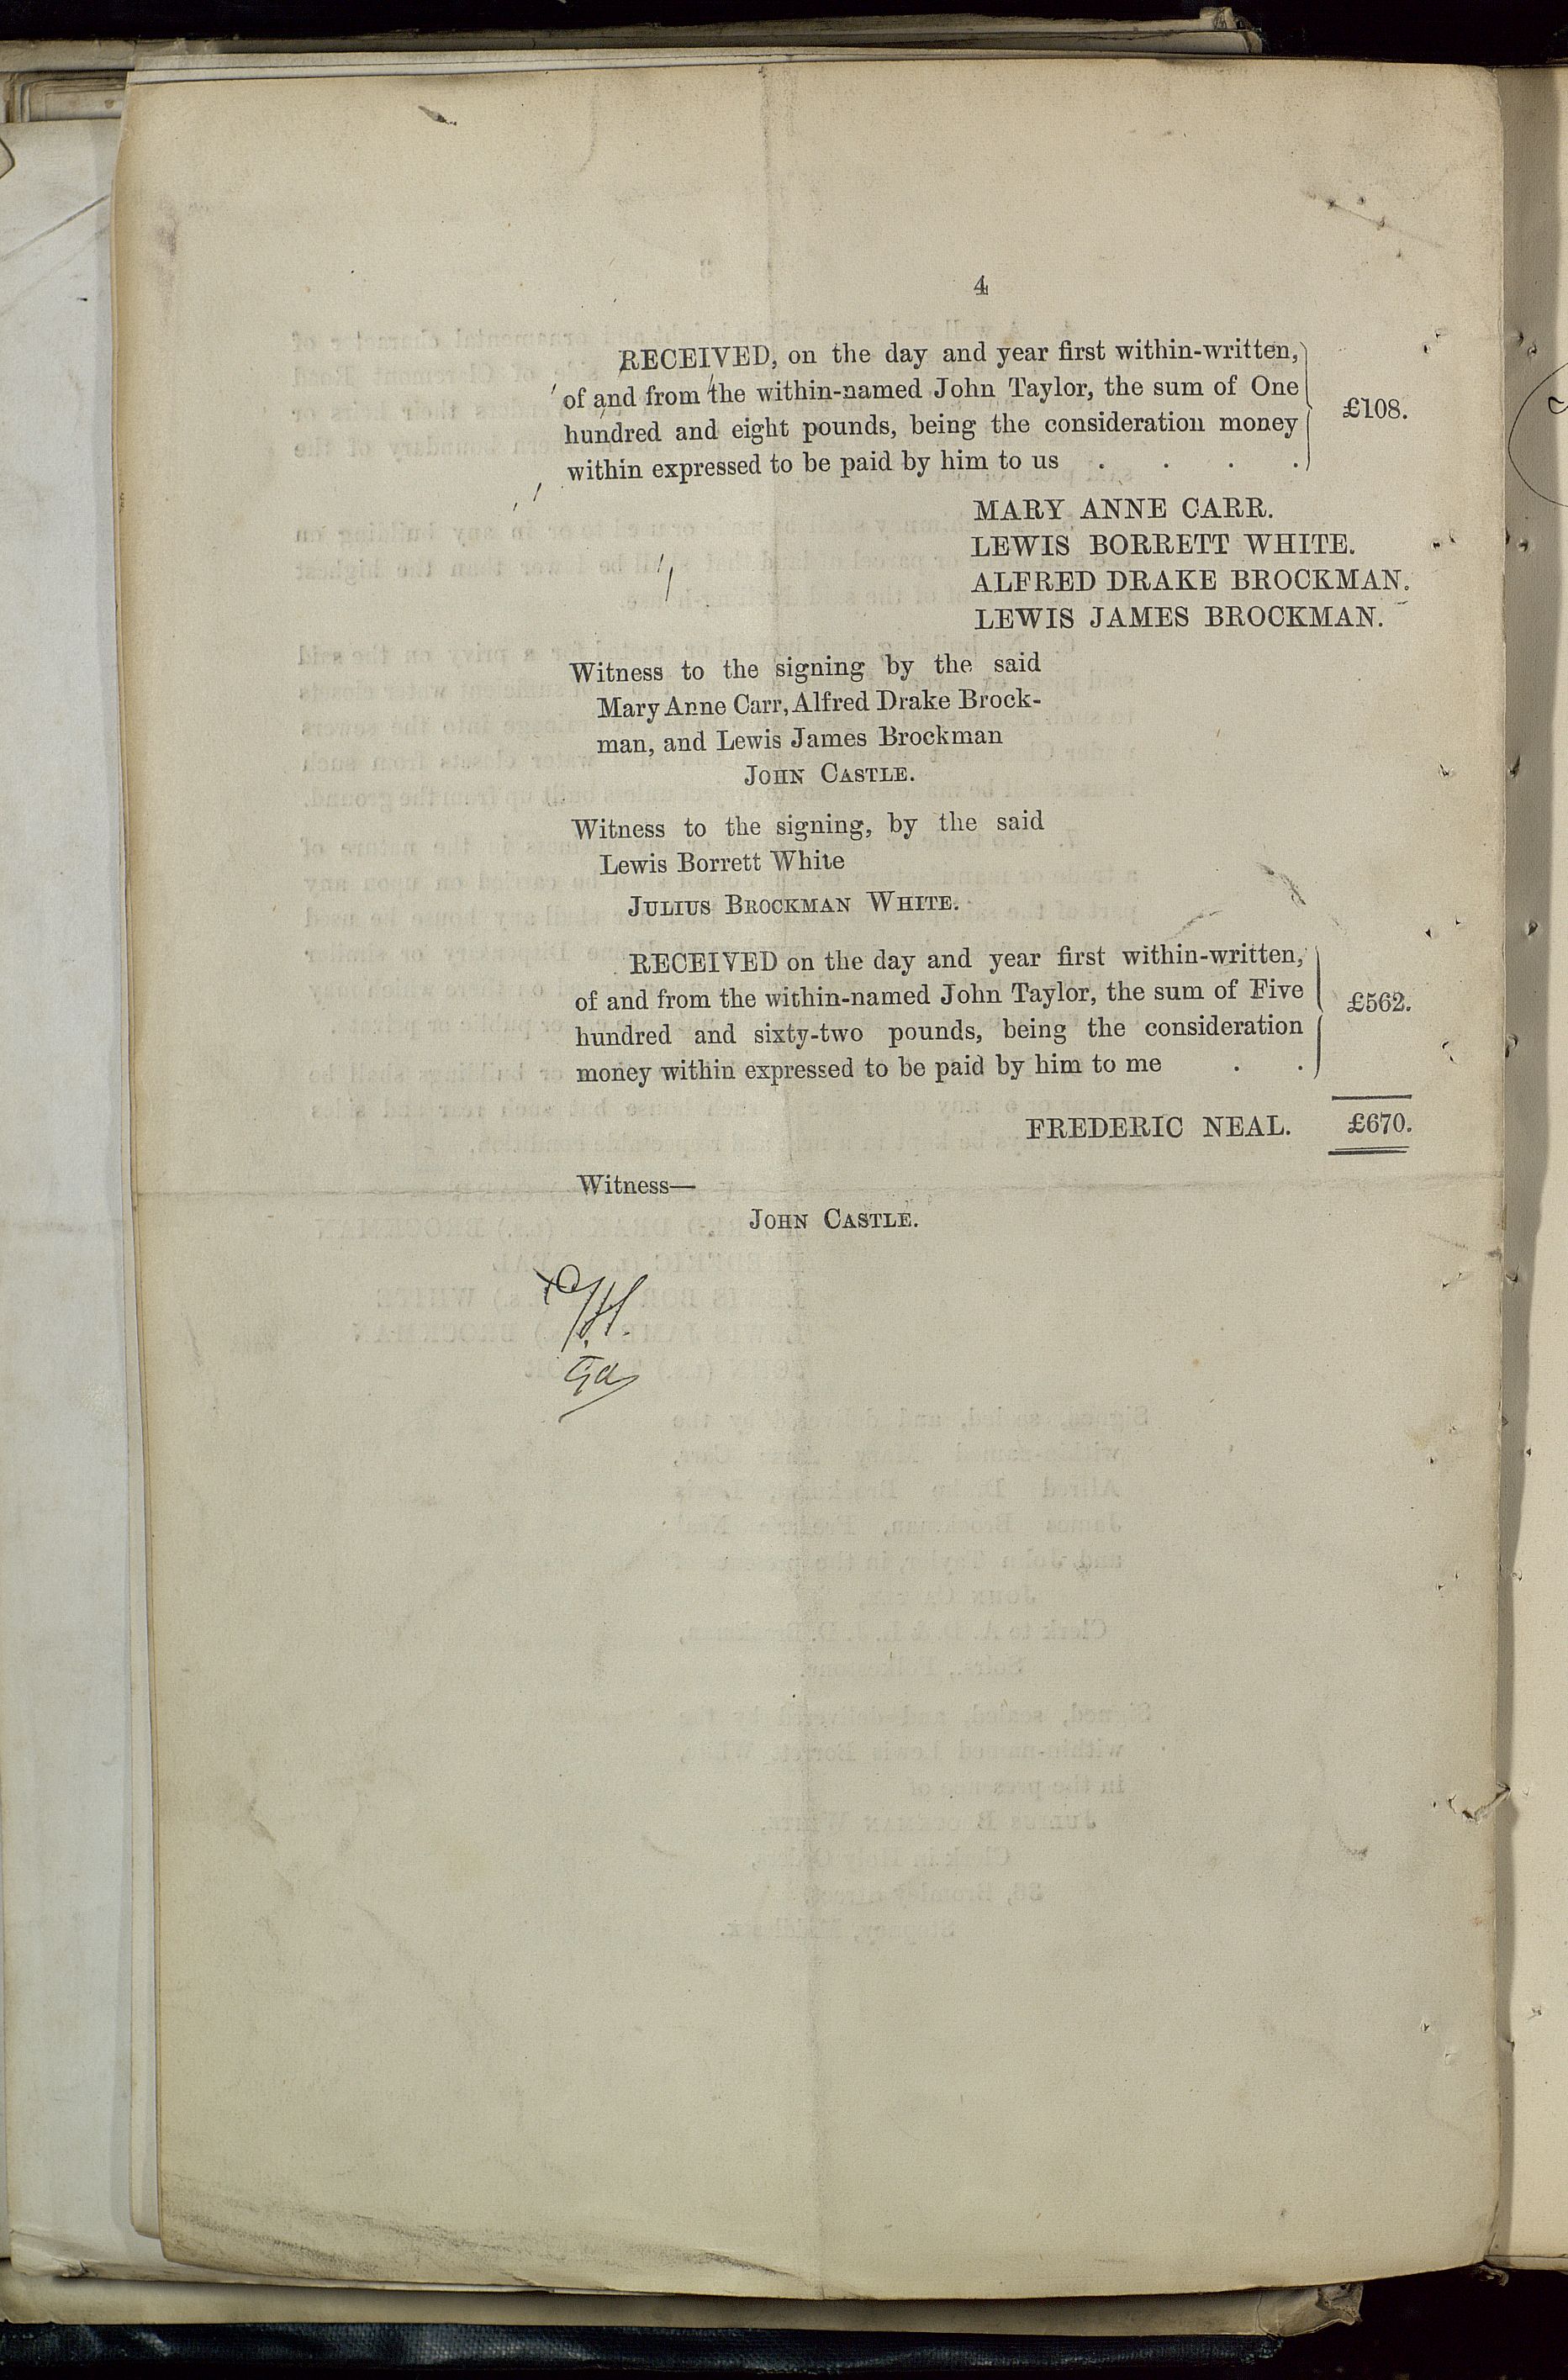 4
RECEIVED, on the day and year first within-written,
of and from the within-named John Taylor, the sum of One
hundred and eight pounds, being the consideration money
within expressed to be paid by him to us . . . .
£108.
MARY ANNE CARR.
LEWIS BORRETT WHITE.
ALFRED DRAKE BROCKMAN.
LEWIS JAMES BROCKMAN.
Witness to the signing by the said
Mary Anne Carr, Alfred Drake Brock-
man, and Lewis James Brockman
JOHN CASTLE.
Witness to the signing, by the said
Lewis Borrett White
JULIUS BROCKMAN WHITE.
RECEIVED on the day and year first within-written,
of and from the within-named John Taylor, the sum of Five
hundred and sixty-two pounds, being the consideration
money within expressed to be paid by him to me . .
£562.
FREDERIC NEAL. £670.
Witness—
JOHN CASTLE.